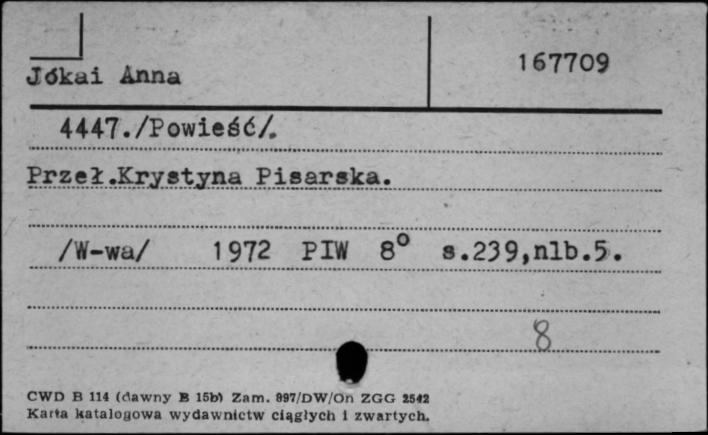 Jókai Anna
167709
4447./Powieść/.
Przeł.Krystyna Pisarska.
/W-wa/ 1972 PIW 8° s.239,nlb.5.
8
CWD B 114 (dawny B 15b) Zam. 897/DW/On ZGG 2542
Karta katalogowa wydawnictw ciągłych i zwartych.